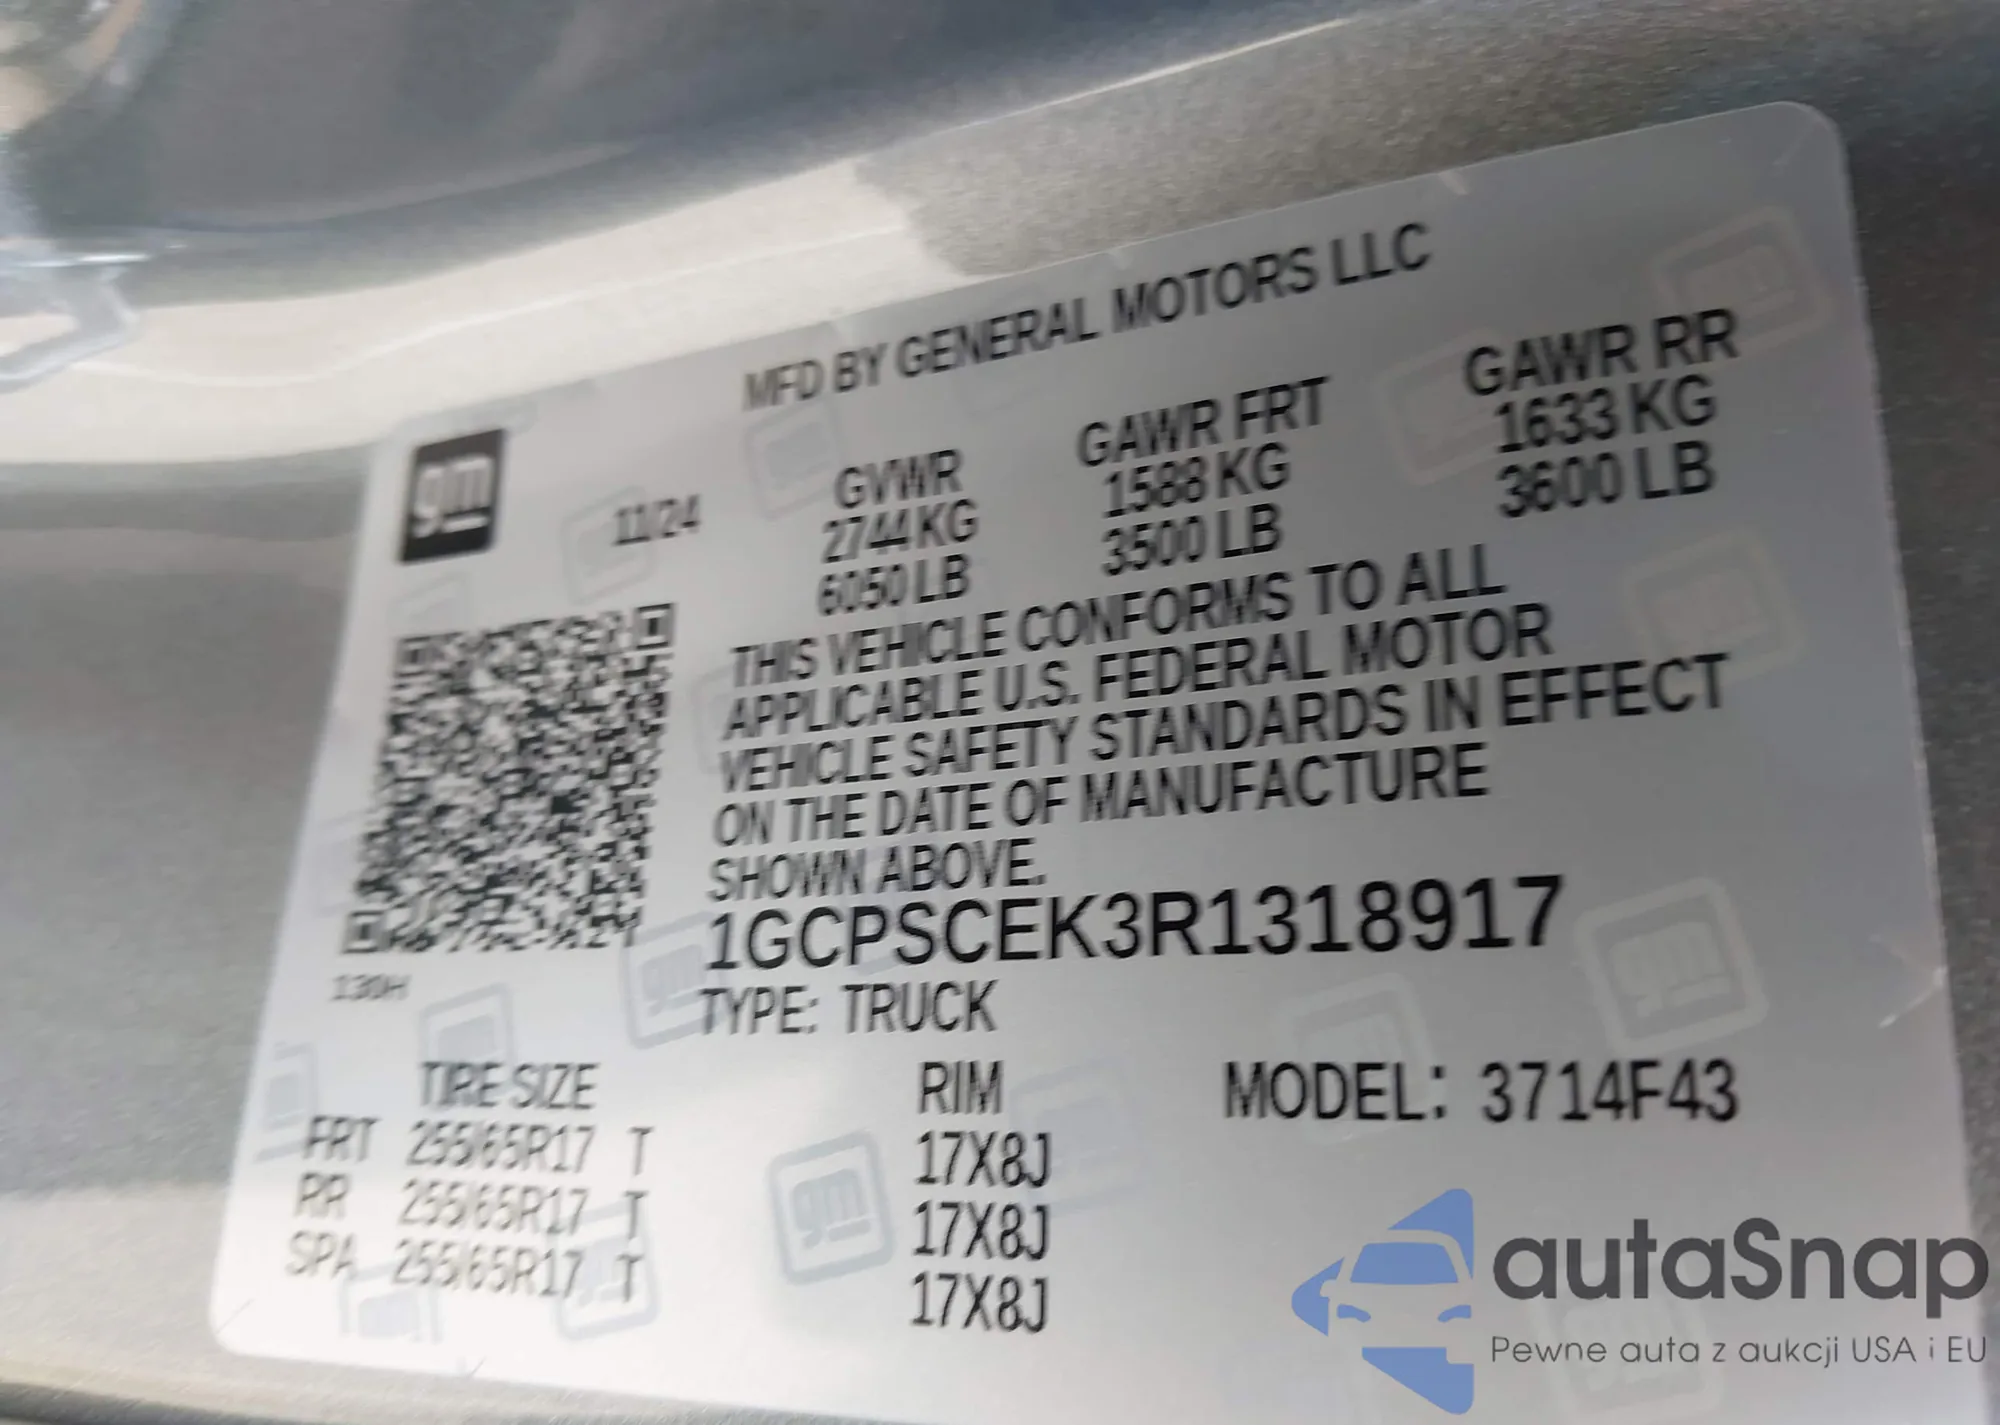 MFD BY GENERAL MOTORS LLC
gm
11/24
GVWR
2744 KG
6050 LB
GAWR FRT
1588 KG
3500 LB
GAWR RR
1633 KG
3600 LB
THIS VEHICLE CONFORMS TO ALL
APPLICABLE U.S. FEDERAL MOTOR
VEHICLE SAFETY STANDARDS IN EFFECT
ON THE DATE OF MANUFACTURE
SHOWN ABOVE.
1GCPSCEK3R1318917
130H
TYPE: TRUCK
TIRE SIZE RIM MODEL: 3714F43
FRT 255/65R17 T 17X8J
RR 255/65R17 T 17X8J
SPA 255/65R17 T 17X8J
autaSnap
Pewne auta z aukcji USA i EU